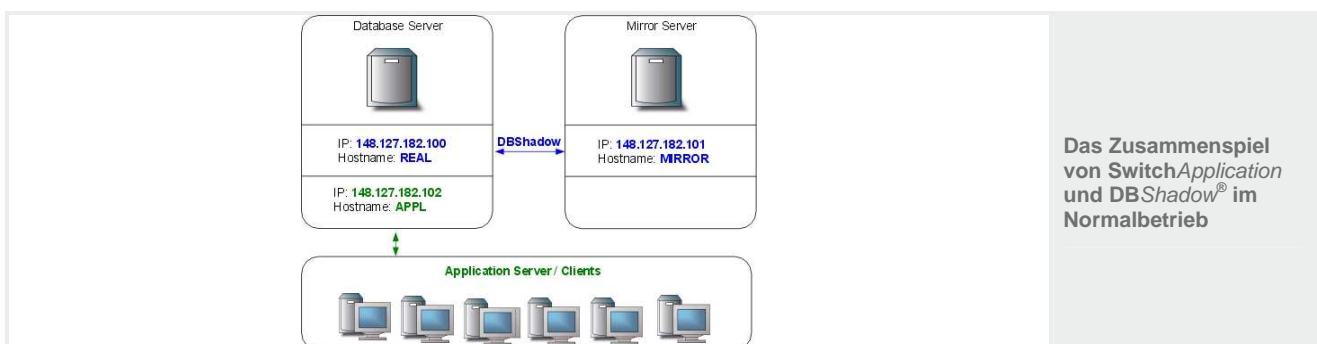 Database Server
Mirror Server
IP: 148.127.182.100
Hostname: REAL
DBShadow
IP: 148.127.182.101
Hostname: MIRROR
IP: 148.127.182.102
Hostname: APPL
Application Server / Clients
Das Zusammenspiel
von SwitchApplication
und DBShadow® im
Normalbetrieb